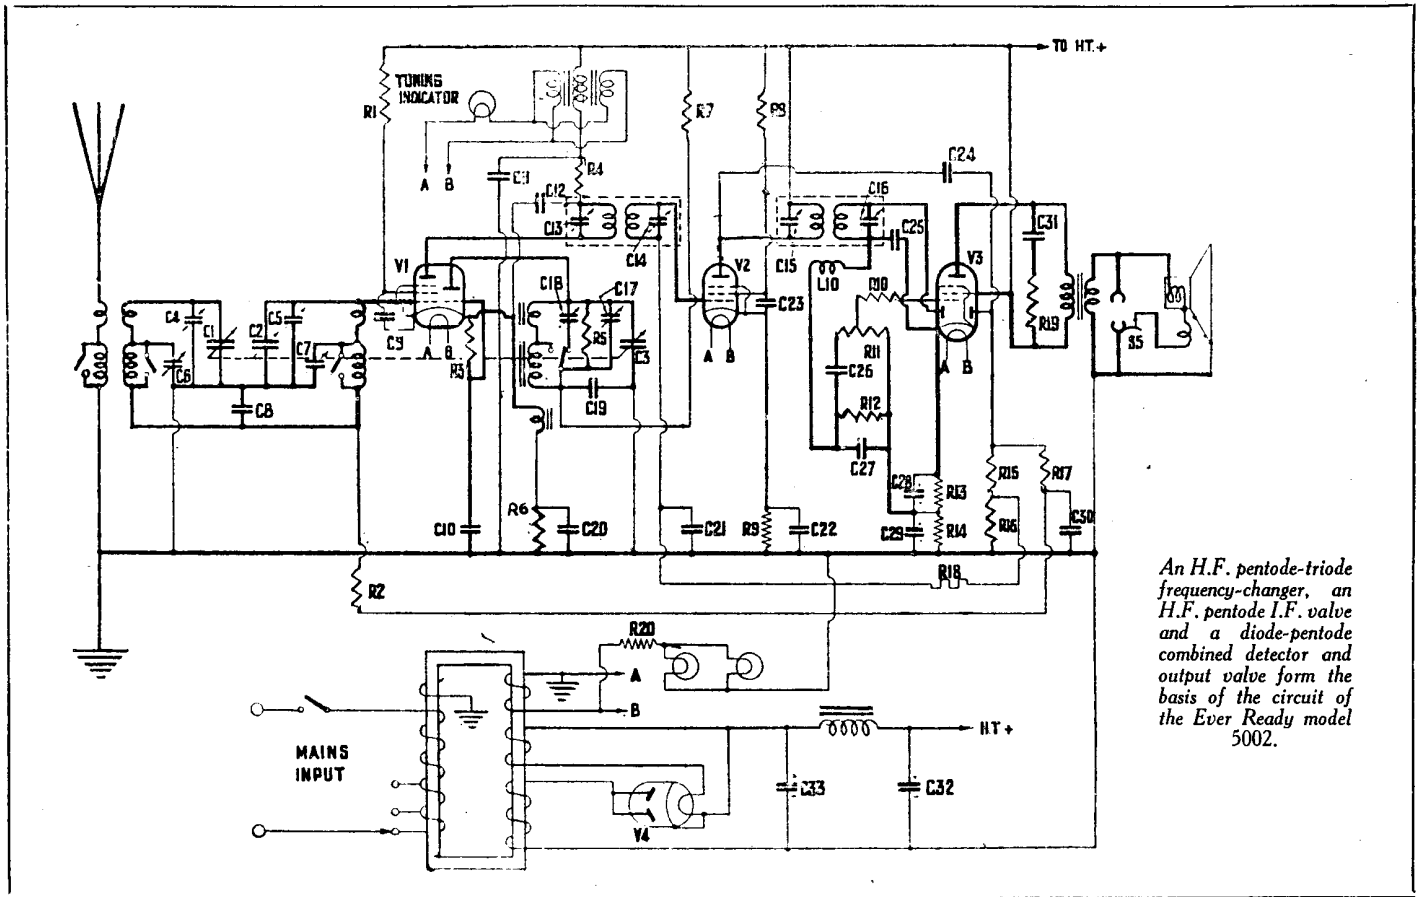 TO H.T.+
TUNING
INDICATOR
R1
R7
R8
C24
A B
C11
R4
C12
C16
C13
C14
C15
C25
C31
V1
V2
V3
C18
C17
L10
R10
C23
C4
C1
C2
C5
C7
C9
A B
R3
R5
C3
A B
R11
R19
S5
C6
C26
A B
C8
C19
R12
C27
R15
R17
C28
R13
R6
C10
C20
C21
R9
C22
C29
R14
R16
C30
R2
R18
An H.F. pentode-triode
frequency-changer, an
H.F. pentode I.F. valve
and a diode-pentode
combined detector and
output valve form the
basis of the circuit of
the Ever Ready model
5002.
R20
A
B
H.T+
MAINS
INPUT
C33
C32
V4